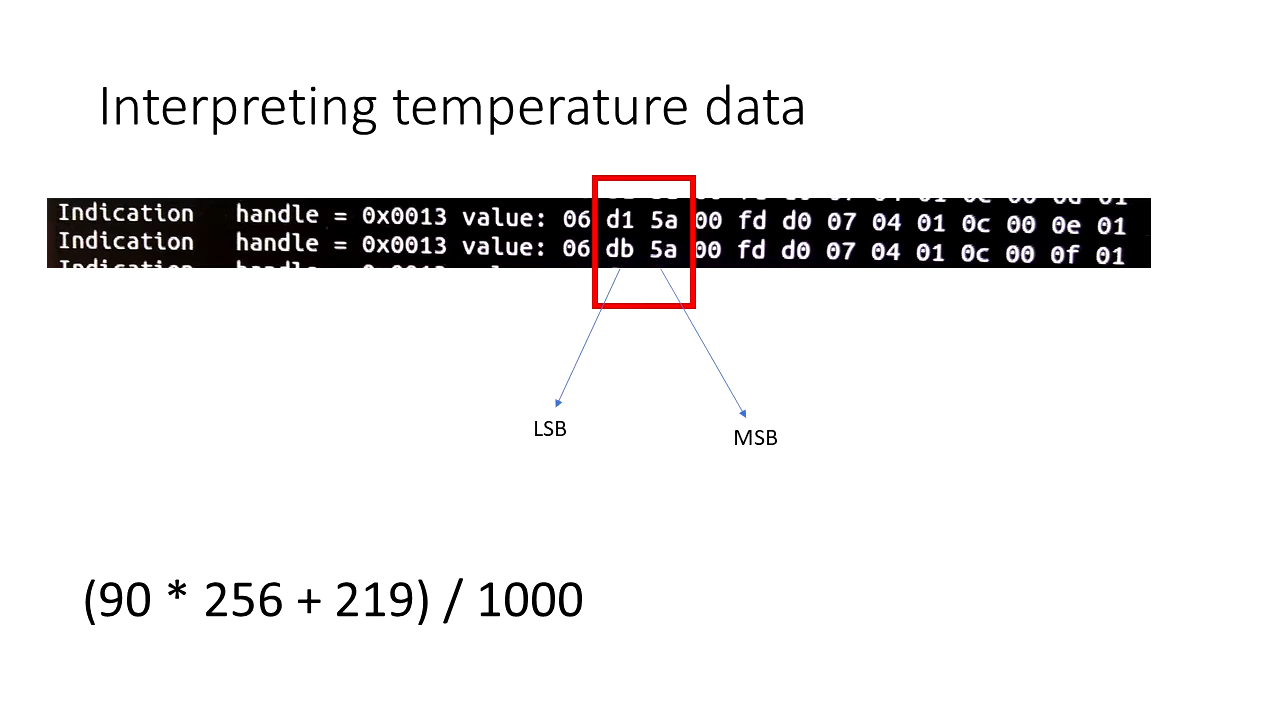 Interpreting temperature data
Indication handle = 0x0013 value: 06 d1 5a 00 fd d0 07 04 01 0c 00 0e 01
Indication handle = 0x0013 value: 06 db 5a 00 fd d0 07 04 01 0c 00 0f 01
LSB
MSB
(90 * 256 + 219) / 1000